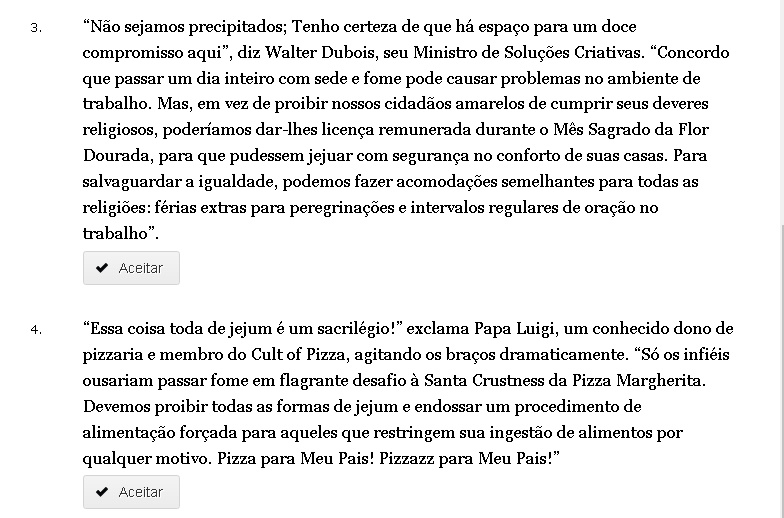 3.
“Não sejamos precipitados; Tenho certeza de que há espaço para um doce
compromisso aqui”, diz Walter Dubois, seu Ministro de Soluções Criativas. “Concordo
que passar um dia inteiro com sede e fome pode causar problemas no ambiente de
trabalho. Mas, em vez de proibir nossos cidadãos amarelos de cumprir seus deveres
religiosos, poderíamos dar-lhes licença remunerada durante o Mês Sagrado da Flor
Dourada, para que pudessem jejuar com segurança no conforto de suas casas. Para
salvaguardar a igualdade, podemos fazer acomodações semelhantes para todas as
religiões: férias extras para peregrinações e intervalos regulares de oração no
trabalho”.
Aceitar
4.
“Essa coisa toda de jejum é um sacrilégio!” exclama Papa Luigi, um conhecido dono de
pizzaria e membro do Cult of Pizza, agitando os braços dramaticamente. “Só os infiéis
ousariam passar fome em flagrante desafio à Santa Crustness da Pizza Margherita.
Devemos proibir todas as formas de jejum e endossar um procedimento de
alimentação forçada para aqueles que restringem sua ingestão de alimentos por
qualquer motivo. Pizza para Meu Pais! Pizzazz para Meu Pais!”
Aceitar